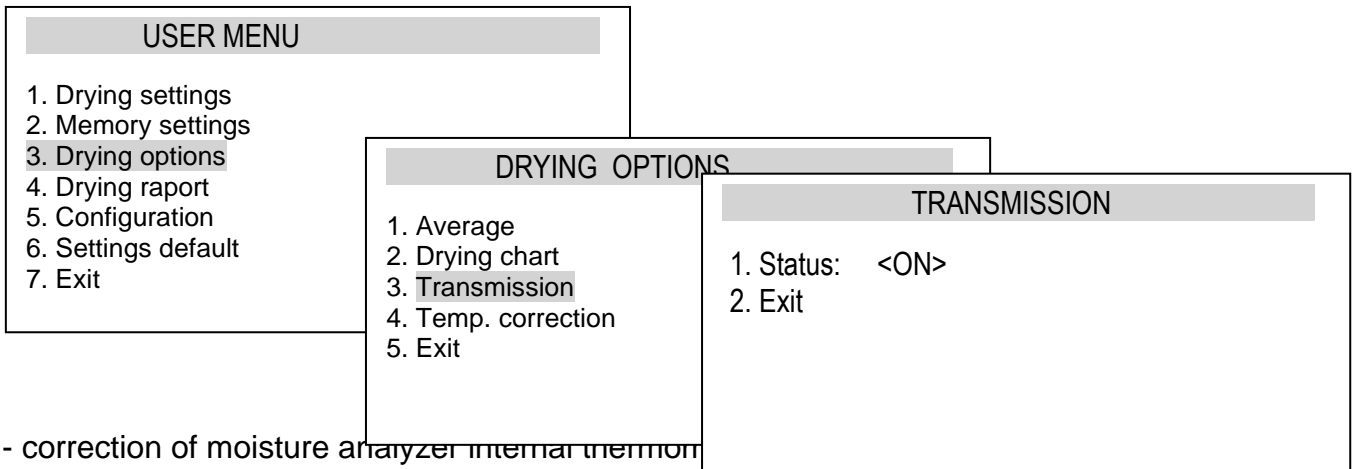 USER MENU
1. Drying settings
2. Memory settings
3. Drying options
4. Drying raport
5. Configuration
6. Settings default
7. Exit
DRYING OPTIONS
1. Average
2. Drying chart
3. Transmission
4. Temp. correction
5. Exit
TRANSMISSION
1. Status: <ON>
2. Exit
- correction of moisture analyzer internal